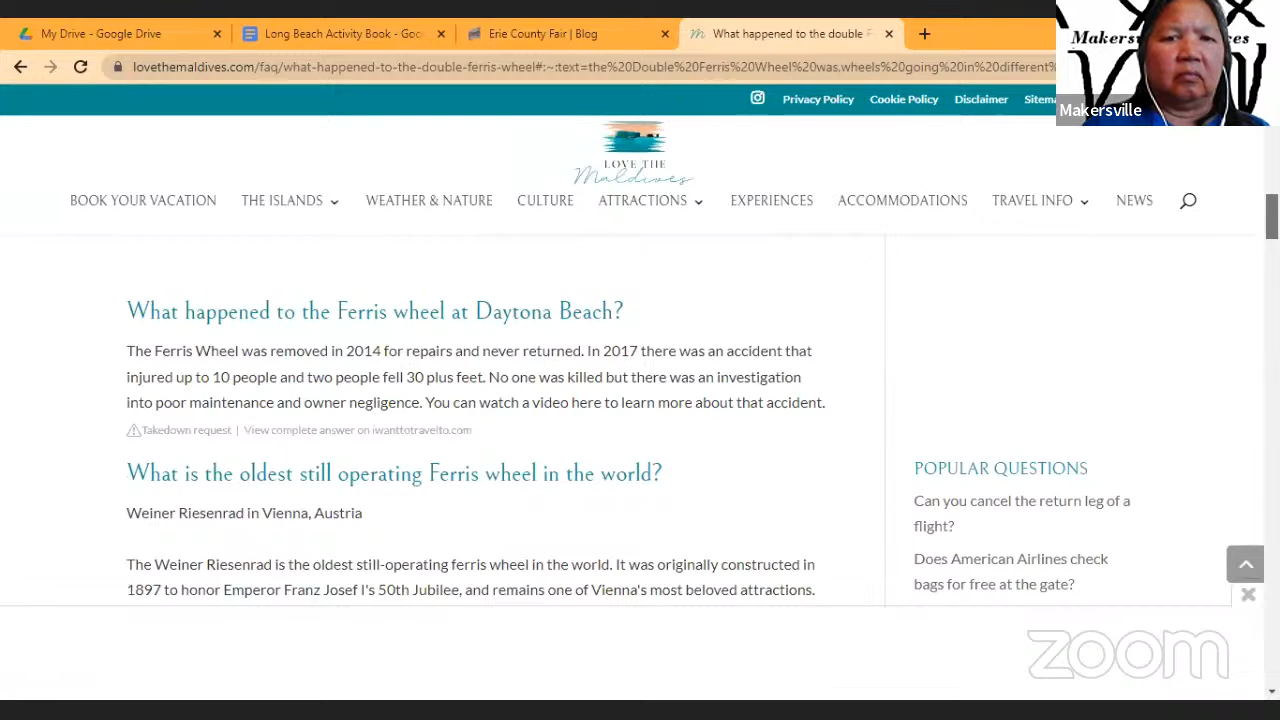 My Drive - Google Drive
Long Beach Activity Book - Goo
Erie County Fair | Blog
What happened to the double F
lovethemaldives.com/faq/what-happened-to-the-double-ferris-wheel#:~:text=the%20Double%20Ferris%20Wheel%20was,wheels%20going%20in%20different%
Makersville
Privacy Policy
Cookie Policy
Disclaimer
Sitema
LOVE THE
Maldives
BOOK YOUR VACATION
THE ISLANDS
WEATHER & NATURE
CULTURE
ATTRACTIONS
EXPERIENCES
ACCOMMODATIONS
TRAVEL INFO
NEWS
What happened to the Ferris wheel at Daytona Beach?
The Ferris Wheel was removed in 2014 for repairs and never returned. In 2017 there was an accident that
injured up to 10 people and two people fell 30 plus feet. No one was killed but there was an investigation
into poor maintenance and owner negligence. You can watch a video here to learn more about that accident.
Takedown request | View complete answer on iwanttotravelto.com
What is the oldest still operating Ferris wheel in the world?
Weiner Riesenrad in Vienna, Austria
The Weiner Riesenrad is the oldest still-operating ferris wheel in the world. It was originally constructed in
1897 to honor Emperor Franz Josef I's 50th Jubilee, and remains one of Vienna's most beloved attractions.
POPULAR QUESTIONS
Can you cancel the return leg of a
flight?
Does American Airlines check
bags for free at the gate?
zoom